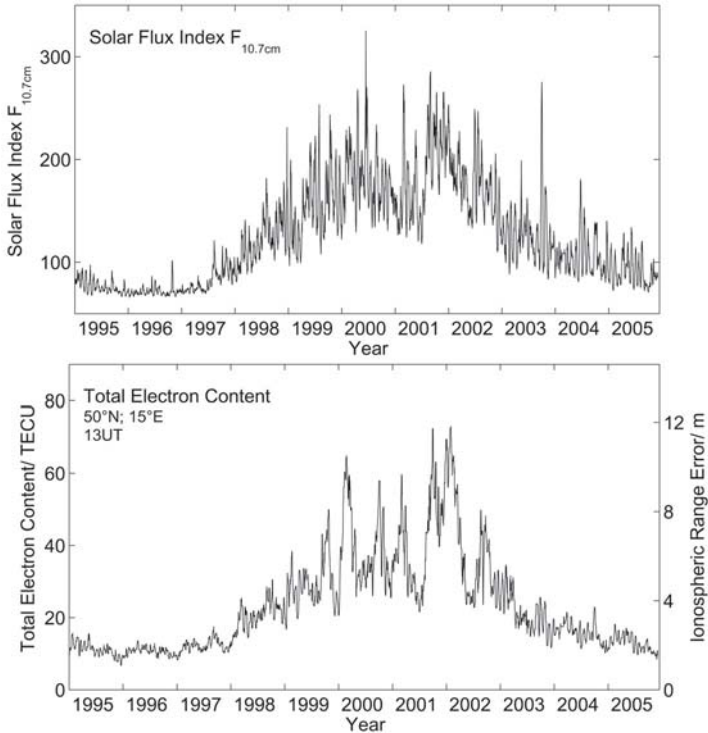 Solar Flux Index F10.7cm
Solar Flux Index F10.7cm
300
200
100
1995 1996 1997 1998 1999 2000 2001 2002 2003 2004 2005
Year
Total Electron Content
50°N; 15°E
13UT
Total Electron Content/ TECU
80
60
40
20
0
Ionospheric Range Error/ m
12
8
4
0
1995 1996 1997 1998 1999 2000 2001 2002 2003 2004 2005
Year